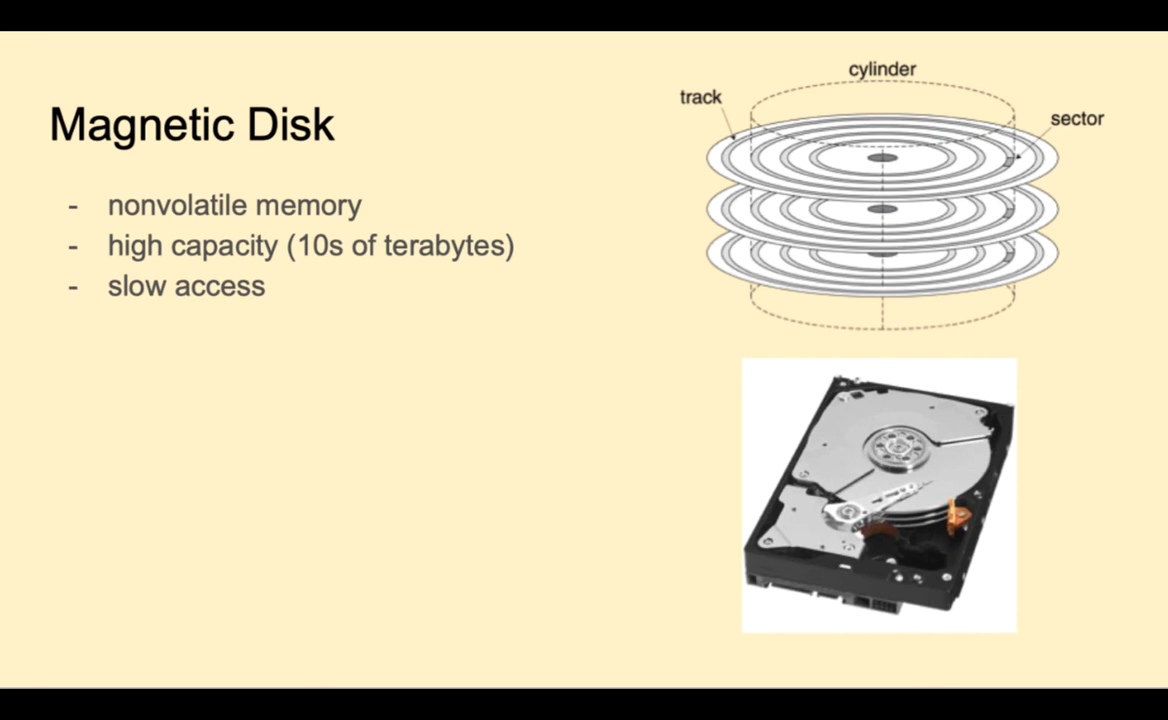 Magnetic Disk
- nonvolatile memory
- high capacity (10s of terabytes)
- slow access
cylinder
track
sector